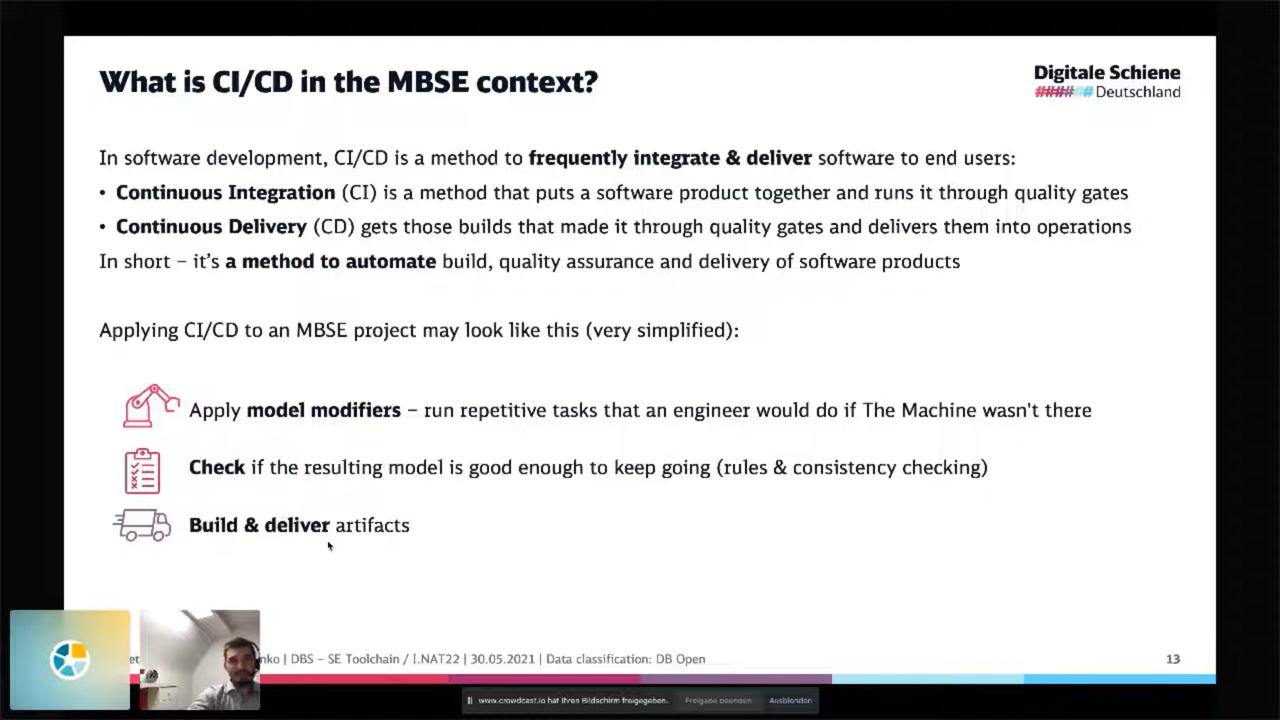 What is CI/CD in the MBSE context?
Digitale Schiene
###### Deutschland
In software development, CI/CD is a method to frequently integrate & deliver software to end users:
• Continuous Integration (CI) is a method that puts a software product together and runs it through quality gates
• Continuous Delivery (CD) gets those builds that made it through quality gates and delivers them into operations
In short – it's a method to automate build, quality assurance and delivery of software products
Applying CI/CD to an MBSE project may look like this (very simplified):
Apply model modifiers – run repetitive tasks that an engineer would do if The Machine wasn't there
Check if the resulting model is good enough to keep going (rules & consistency checking)
Build & deliver artifacts
| DBS – SE Toolchain / I.NAT22 | 30.05.2021 | Data classification: DB Open
13
www.crowdcast.io hat Ihren Bildschirm freigegeben. Freigabe beenden Ausblenden